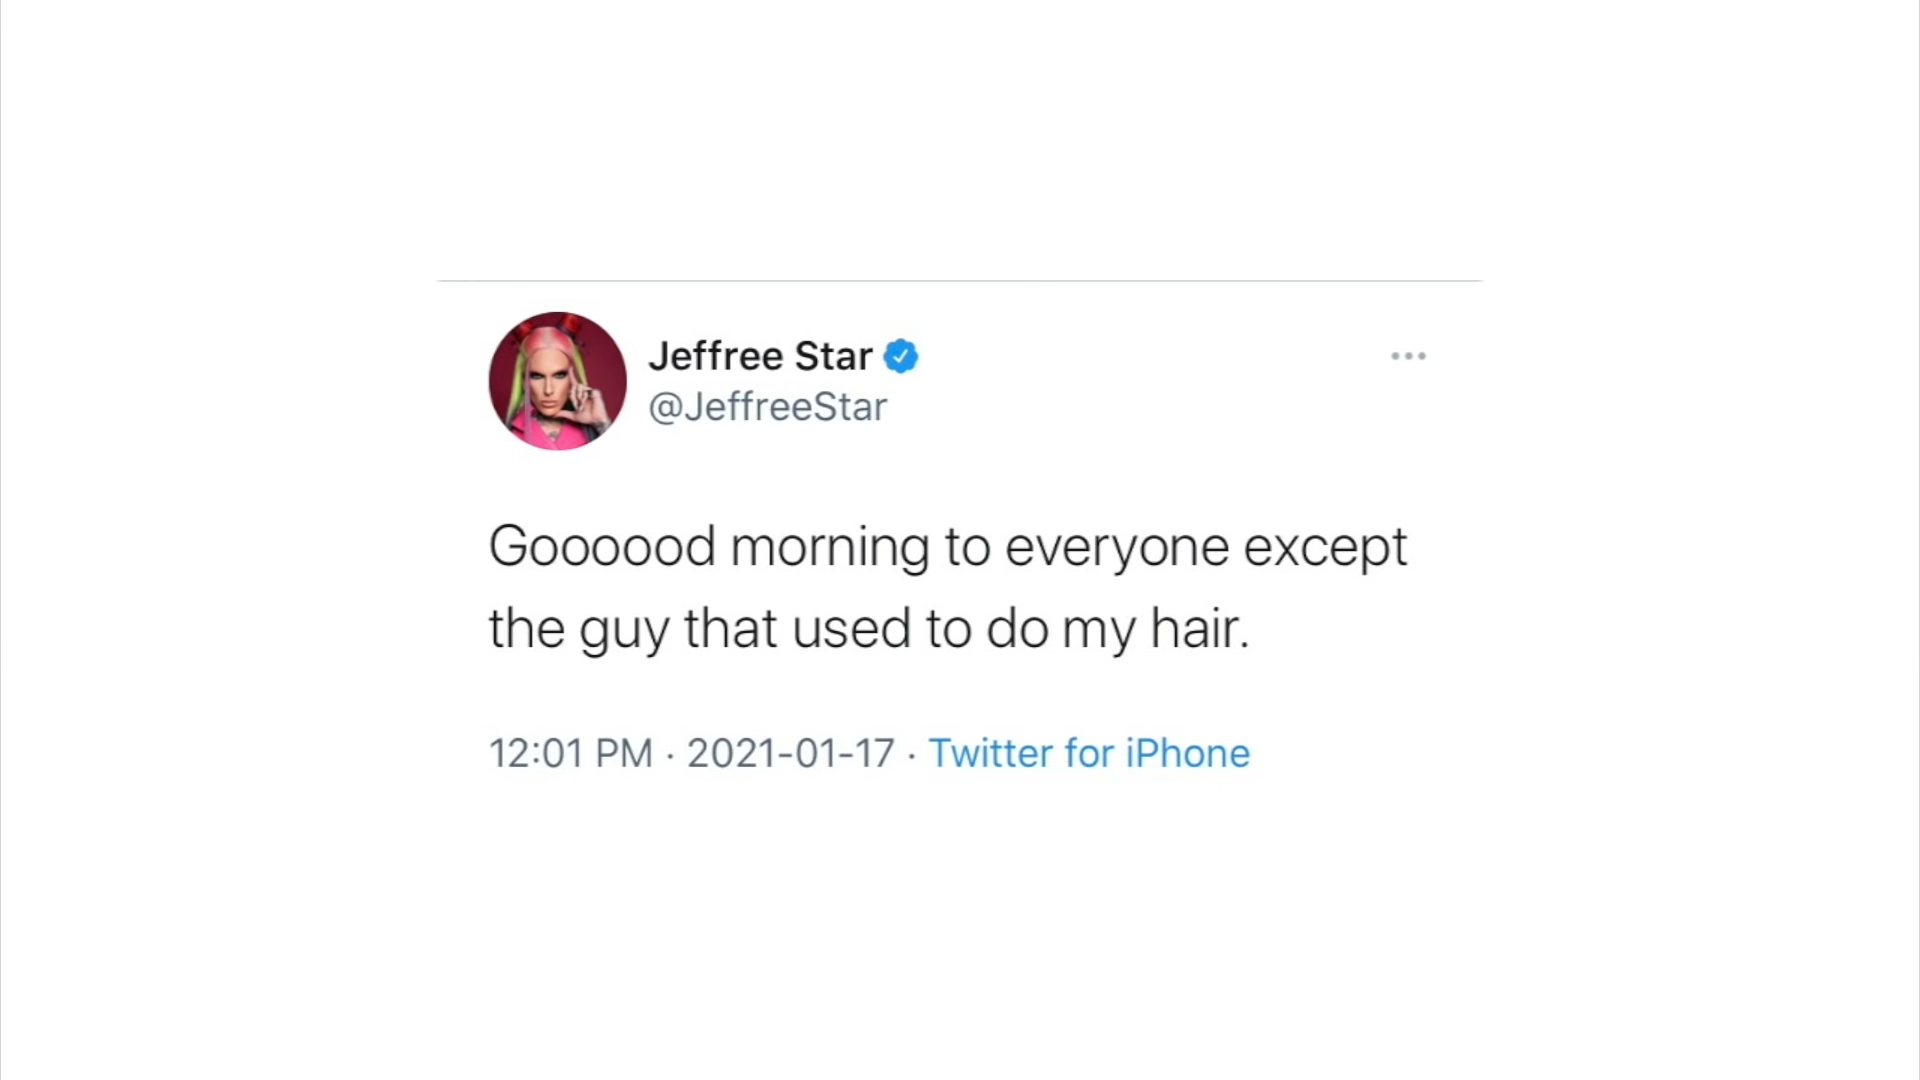 Jeffree Star
@JeffreeStar
Goooood morning to everyone except
the guy that used to do my hair.
12:01 PM · 2021-01-17 · Twitter for iPhone